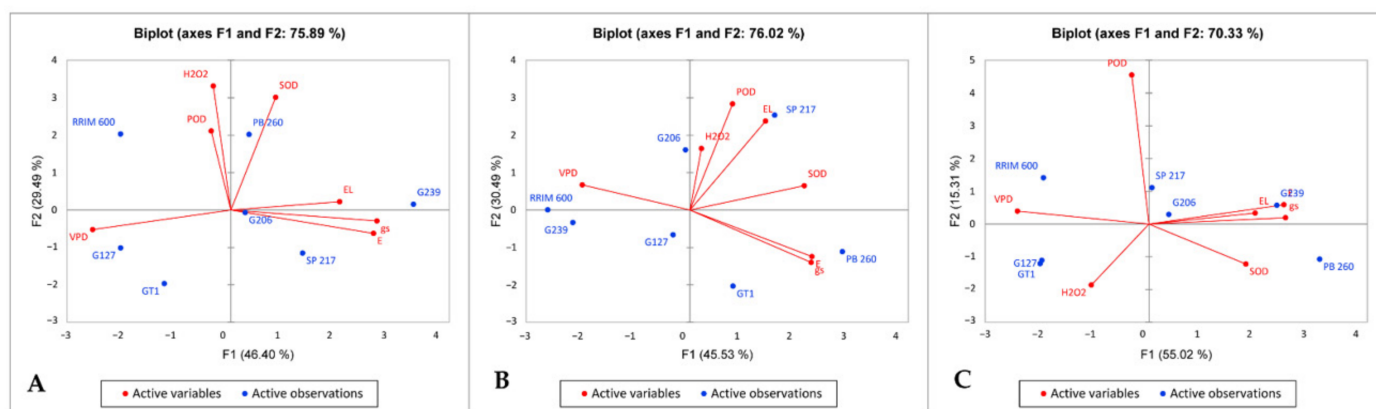 Biplot (axes F1 and F2: 75.89 %)
4
H2O2
3
SOD
RRIM 600
2
POD
PB 260
1
EL
G239
0
G206
gs
E
VPD
−1
G127
SP 217
GT1
−2
−3
−3 −2 −1 0 1 2 3 4
F2 (29.49 %)
F1 (46.40 %)
A
Active variables Active observations
Biplot (axes F1 and F2: 76.02 %)
4
3
POD
EL
SP 217
2
G206
H2O2
1
VPD
SOD
RRIM 600
0
G239
G127
−1
E
gs
PB 260
−2
GT1
−3
−3 −2 −1 0 1 2 3 4
F2 (30.49 %)
F1 (45.53 %)
B
Active variables Active observations
Biplot (axes F1 and F2: 70.33 %)
5
POD
4
3
2
RRIM 600
SP 217
1
VPD
G206
EL
G239
gs
0
G127
GT1
−1
SOD
PB 260
H2O2
−2
−3
−3 −2 −1 0 1 2 3 4
F2 (15.31 %)
F1 (55.02 %)
C
Active variables Active observations